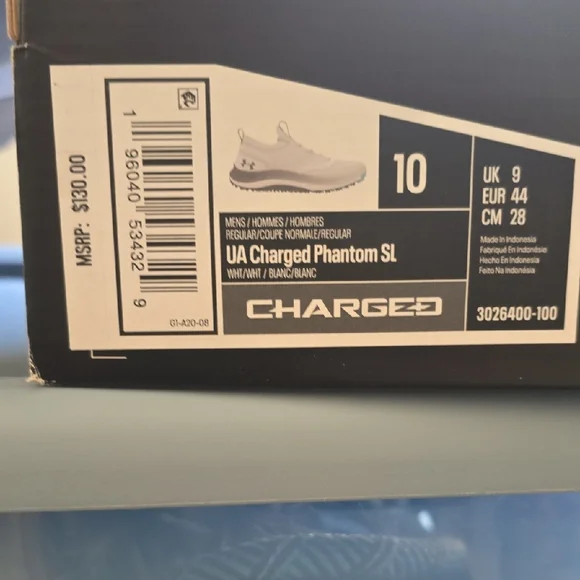 MSRP: $130.00
1 96040 53432 9
G1-A20-08
10
UK 9
EUR 44
CM 28
MENS / HOMMES / HOMBRES
REGULAR/COUPE NORMALE/REGULAR
UA Charged Phantom SL
WHT/WHT / BLANC/BLANC
CHARGED
Made In Indonesia
Fabriqué En Indonésie
Hecho En Indonesia
Feito Na Indonésia
3026400-100